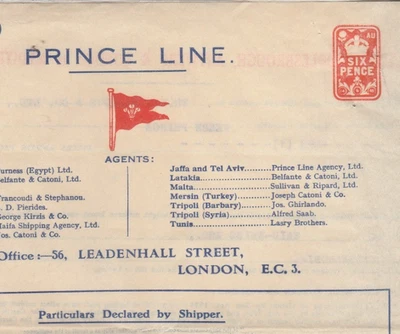 PRINCE LINE.
AU
SIX
PENCE
AGENTS:
urness (Egypt) Ltd.
Belfante & Catoni, Ltd.
Francoudi & Stephanou.
. D. Pierides.
George Kirzis & Co.
Haifa Shipping Agency, Ltd.
Jos. Catoni & Co.
Jaffa and Tel Aviv Prince Line Agency, Ltd.
Latakia Belfante & Catoni, Ltd.
Malta Sullivan & Ripard, Ltd.
Mersin (Turkey) Joseph Catoni & Co.
Tripoli (Barbary) Jos. Ghirlando.
Tripoli (Syria) Alfred Saab.
Tunis Lasry Brothers.
Office:—56, LEADENHALL STREET,
LONDON, E.C. 3.
Particulars Declared by Shipper.